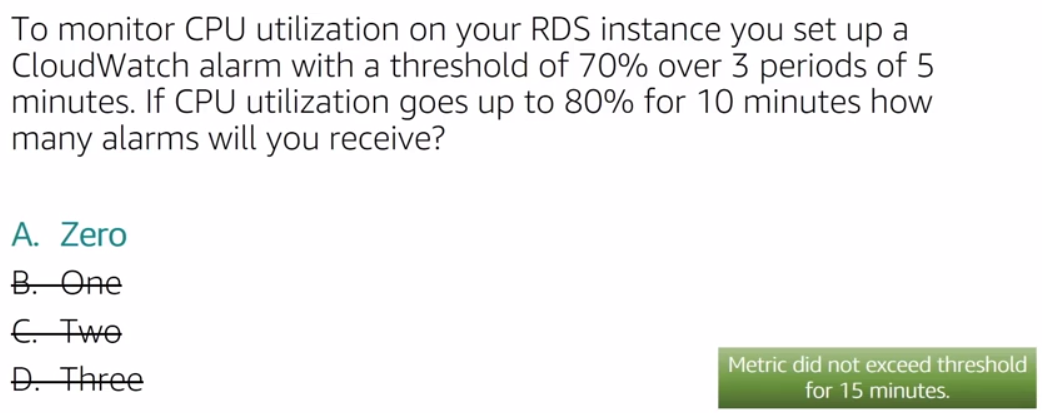 To monitor CPU utilization on your RDS instance you set up a
CloudWatch alarm with a threshold of 70% over 3 periods of 5
minutes. If CPU utilization goes up to 80% for 10 minutes how
many alarms will you receive?
A. Zero
B. One
C. Two
D. Three
Metric did not exceed threshold
for 15 minutes.